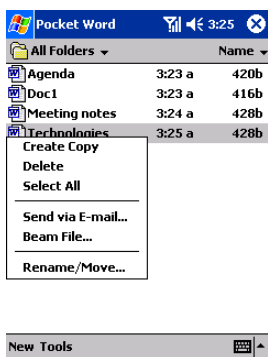 Pocket Word 3:25
All Folders Name
Agenda 3:23 a 420b
Doc1 3:23 a 416b
Meeting notes 3:24 a 428b
Technologies 3:25 a 428b
Create Copy
Delete
Select All
Send via E-mail...
Beam File...
Rename/Move...
New Tools